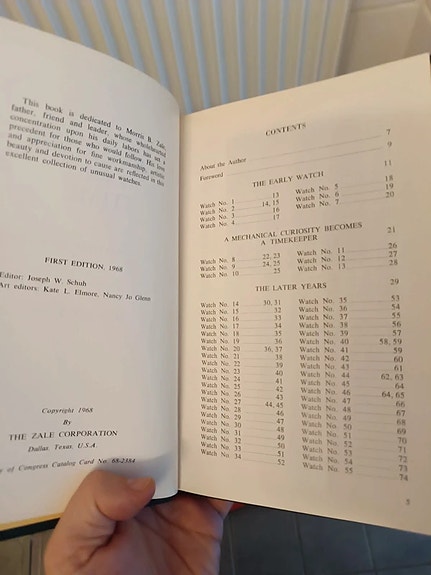 This book is dedicated to Morris B. Zale,
father, friend and leader, whose wholehearted
concentration upon his daily labors has set a
precedent for those who would follow. His love
and appreciation for fine workmanship, artistic
beauty and devotion to cause are reflected in this
excellent collection of unusual watches.
FIRST EDITION, 1968
Editor: Joseph W. Schuh
Art editors: Kate L. Elmore, Nancy Jo Glenn
Copyright 1968
By
THE ZALE CORPORATION
Dallas, Texas, U.S.A.
y of Congress Catalog Card No. 68-2384
CONTENTS
About the Author 7
Foreword 9
THE EARLY WATCH 11
Watch No. 1 13 Watch No. 5 18
Watch No. 2 14, 15 Watch No. 6 19
Watch No. 3 16 Watch No. 7 20
Watch No. 4 17
A MECHANICAL CURIOSITY BECOMES
A TIMEKEEPER 21
Watch No. 8 22, 23 Watch No. 11 26
Watch No. 9 24, 25 Watch No. 12 27
Watch No. 10 25 Watch No. 13 28
THE LATER YEARS 29
Watch No. 14 30, 31 Watch No. 35 53
Watch No. 15 32 Watch No. 36 54
Watch No. 16 33 Watch No. 37 55
Watch No. 17 34 Watch No. 38 56
Watch No. 18 35 Watch No. 39 57
Watch No. 19 36 Watch No. 40 58, 59
Watch No. 20 36, 37 Watch No. 41 59
Watch No. 21 38 Watch No. 42 60
Watch No. 22 39 Watch No. 43 61
Watch No. 23 40 Watch No. 44 62, 63
Watch No. 24 41 Watch No. 45 64
Watch No. 25 42 Watch No. 46 64, 65
Watch No. 26 43 Watch No. 47 66
Watch No. 27 44, 45 Watch No. 48 67
Watch No. 28 46 Watch No. 49 68
Watch No. 29 47 Watch No. 50 69
Watch No. 30 48 Watch No. 51 70
Watch No. 31 49 Watch No. 52 71
Watch No. 32 50 Watch No. 53 72
Watch No. 33 51 Watch No. 54 73
Watch No. 34 52 Watch No. 55 74
5